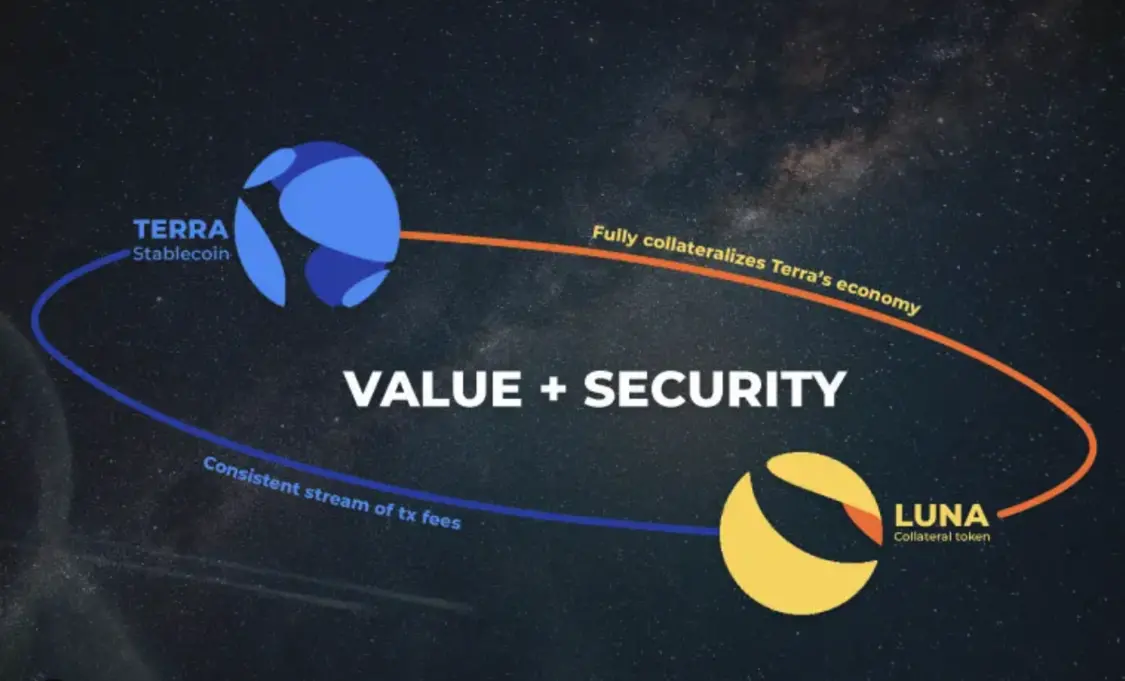 TERRA
Stablecoin
Fully collateralizes Terra's economy
VALUE + SECURITY
Consistent stream of tx fees
LUNA
Collateral token